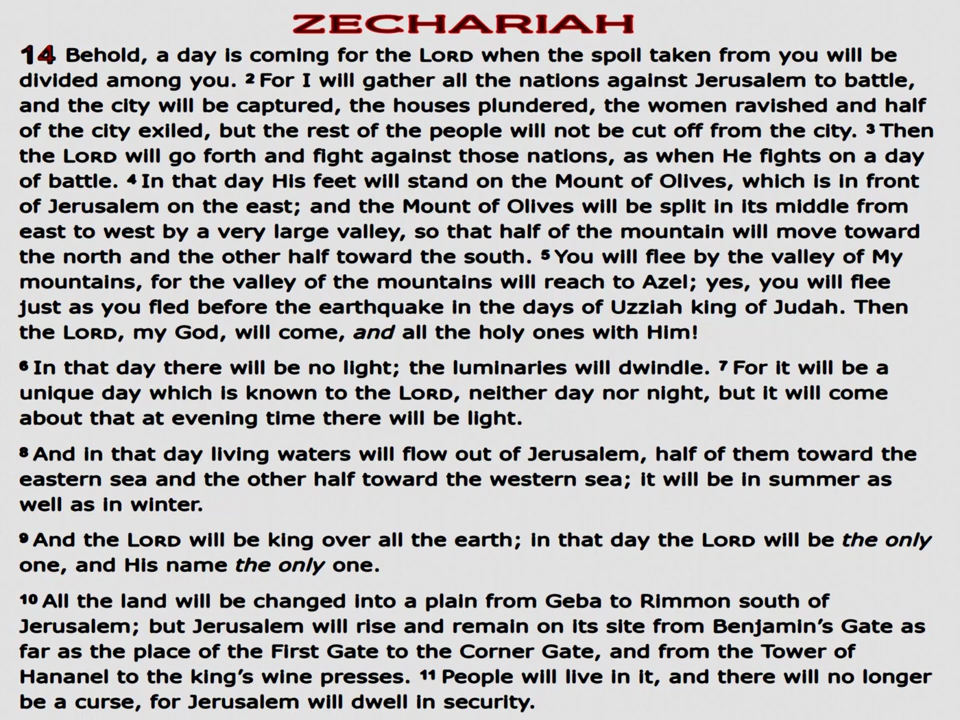 ZECHARIAH
14 Behold, a day is coming for the LORD when the spoil taken from you will be
divided among you. 2 For I will gather all the nations against Jerusalem to battle,
and the city will be captured, the houses plundered, the women ravished and half
of the city exiled, but the rest of the people will not be cut off from the city. 3 Then
the LORD will go forth and fight against those nations, as when He fights on a day
of battle. 4 In that day His feet will stand on the Mount of Olives, which is in front
of Jerusalem on the east; and the Mount of Olives will be split in its middle from
east to west by a very large valley, so that half of the mountain will move toward
the north and the other half toward the south. 5 You will flee by the valley of My
mountains, for the valley of the mountains will reach to Azel; yes, you will flee
just as you fled before the earthquake in the days of Uzziah king of Judah. Then
the LORD, my God, will come, and all the holy ones with Him!
6 In that day there will be no light; the luminaries will dwindle. 7 For it will be a
unique day which is known to the LORD, neither day nor night, but it will come
about that at evening time there will be light.
8 And in that day living waters will flow out of Jerusalem, half of them toward the
eastern sea and the other half toward the western sea; it will be in summer as
well as in winter.
9 And the LORD will be king over all the earth; in that day the LORD will be the only
one, and His name the only one.
10 All the land will be changed into a plain from Geba to Rimmon south of
Jerusalem; but Jerusalem will rise and remain on its site from Benjamin's Gate as
far as the place of the First Gate to the Corner Gate, and from the Tower of
Hananel to the king's wine presses. 11 People will live in it, and there will no longer
be a curse, for Jerusalem will dwell in security.